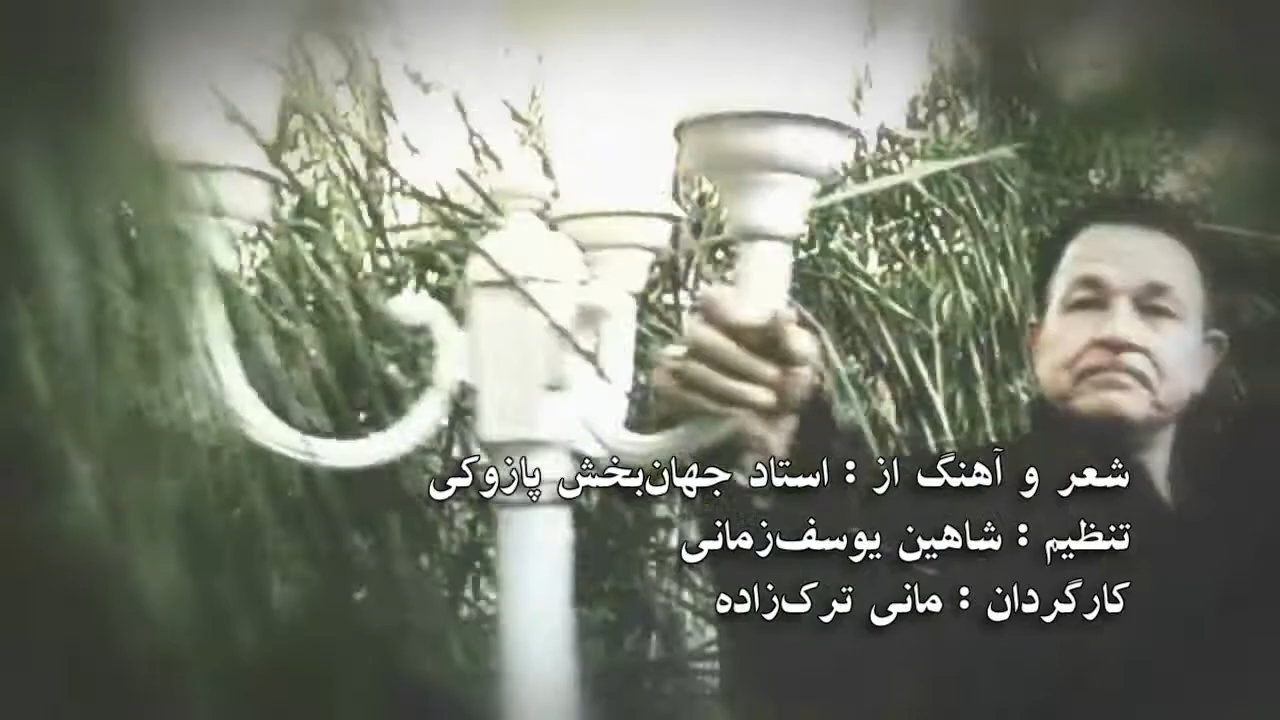 شعر و آهنگ از : استاد جهان‌بخش پازوکی
تنظیم : شاهین یوسف‌زمانی
کارگردان : مانی ترک‌زاده